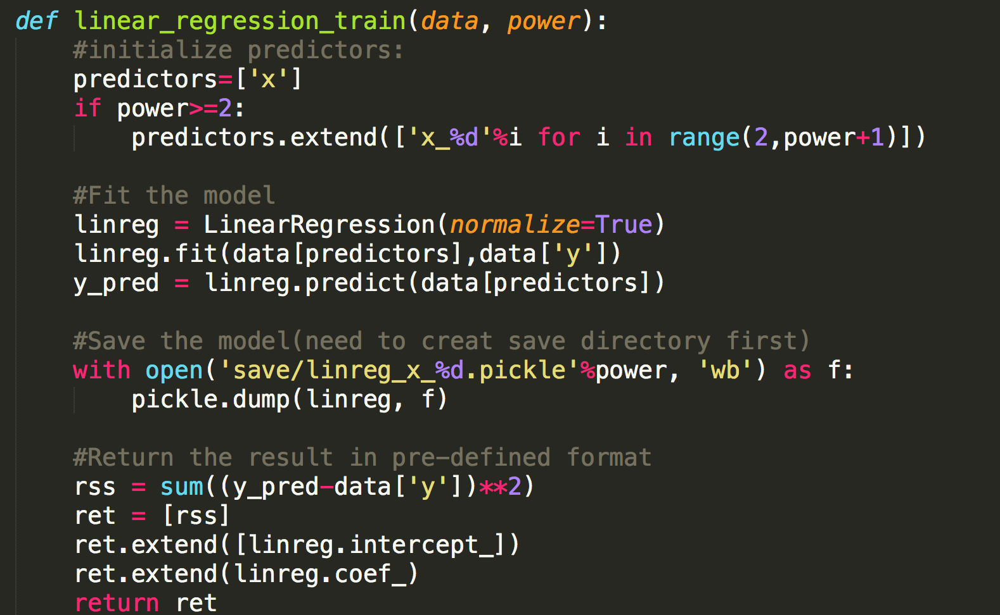 def linear_regression_train(data, power):
    #initialize predictors:
    predictors=['x']
    if power>=2:
        predictors.extend(['x_%d'%i for i in range(2,power+1)])

    #Fit the model
    linreg = LinearRegression(normalize=True)
    linreg.fit(data[predictors],data['y'])
    y_pred = linreg.predict(data[predictors])

    #Save the model(need to creat save directory first)
    with open('save/linreg_x_%d.pickle'%power, 'wb') as f:
        pickle.dump(linreg, f)

    #Return the result in pre-defined format
    rss = sum((y_pred-data['y'])**2)
    ret = [rss]
    ret.extend([linreg.intercept_])
    ret.extend(linreg.coef_)
    return ret